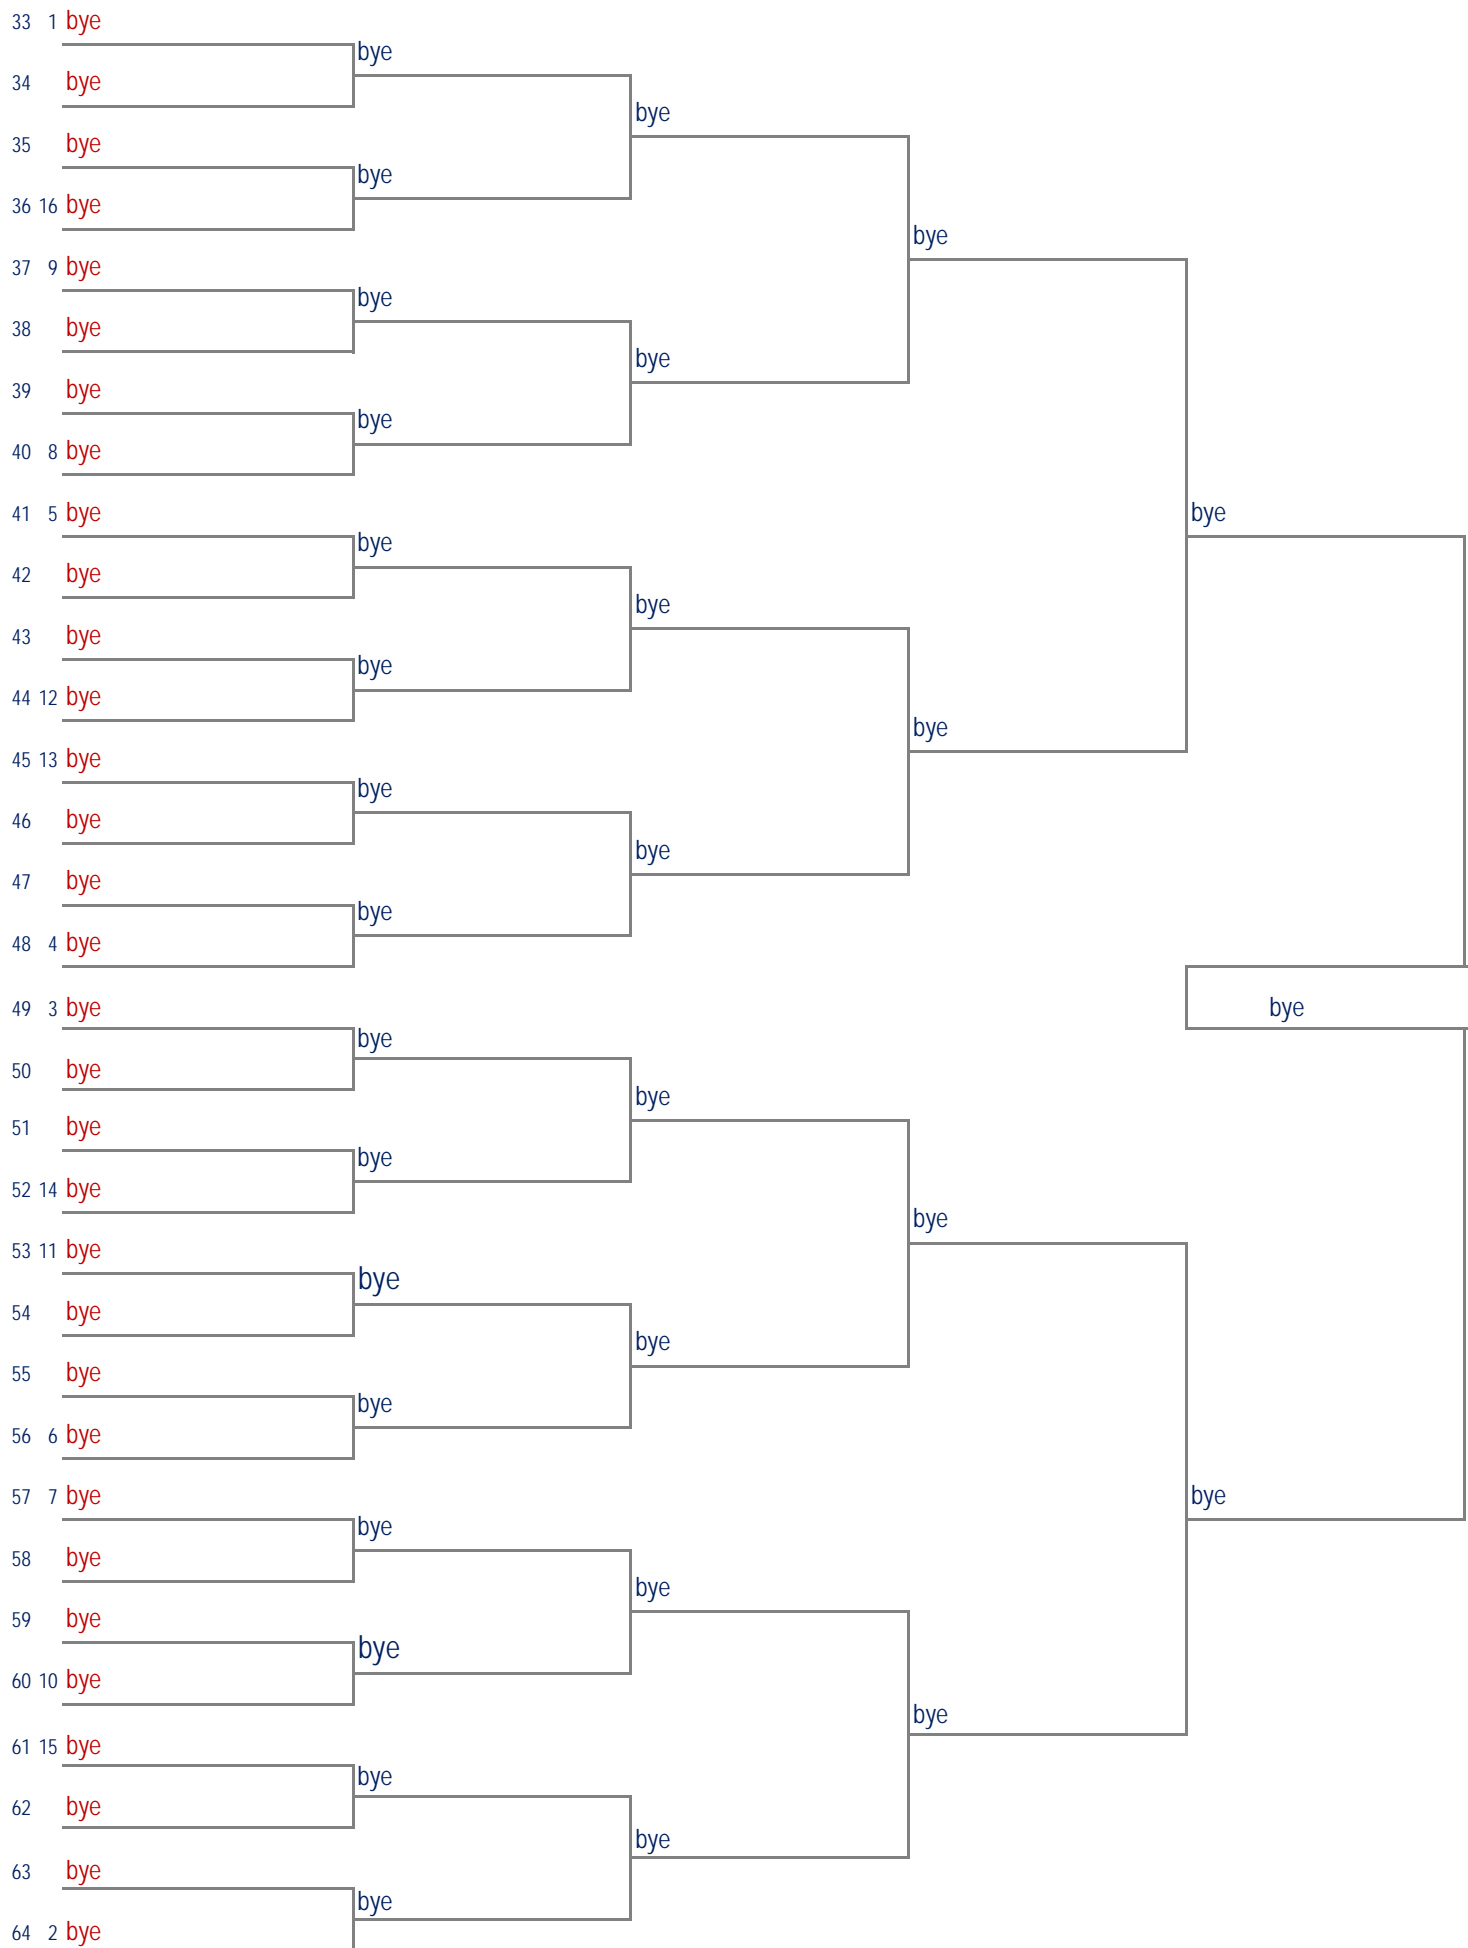 33 1 bye
bye
34 bye
bye
35 bye
bye
36 16 bye
bye
37 9 bye
bye
38 bye
bye
39 bye
bye
40 8 bye
41 5 bye
bye
bye
42 bye
43 bye
bye
bye
44 12 bye
bye
45 13 bye
bye
46 bye
bye
47 bye
bye
48 4 bye
49 3 bye
bye
bye
50 bye
bye
51 bye
bye
52 14 bye
bye
53 11 bye
bye
54 bye
bye
55 bye
bye
56 6 bye
57 7 bye
bye
bye
58 bye
bye
59 bye
bye
60 10 bye
bye
61 15 bye
bye
62 bye
bye
63 bye
bye
64 2 bye